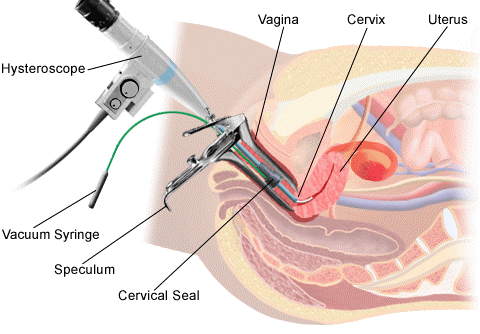 Vagina
Cervix
Uterus
Hysteroscope
Vacuum Syringe
Speculum
Cervical Seal